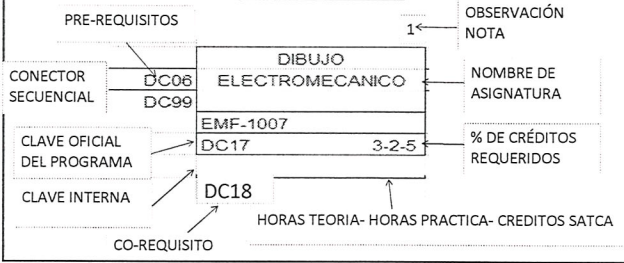 PRE-REQUISITOS
OBSERVACIÓN
NOTA
1
DIBUJO
ELECTROMECANICO
CONECTOR
SECUENCIAL
DC06
DC99
NOMBRE DE
ASIGNATURA
EMF-1007
DC17 3-2-5
CLAVE OFICIAL
DEL PROGRAMA
% DE CRÉDITOS
REQUERIDOS
CLAVE INTERNA
DC18
HORAS TEORIA- HORAS PRACTICA- CREDITOS SATCA
CO-REQUISITO